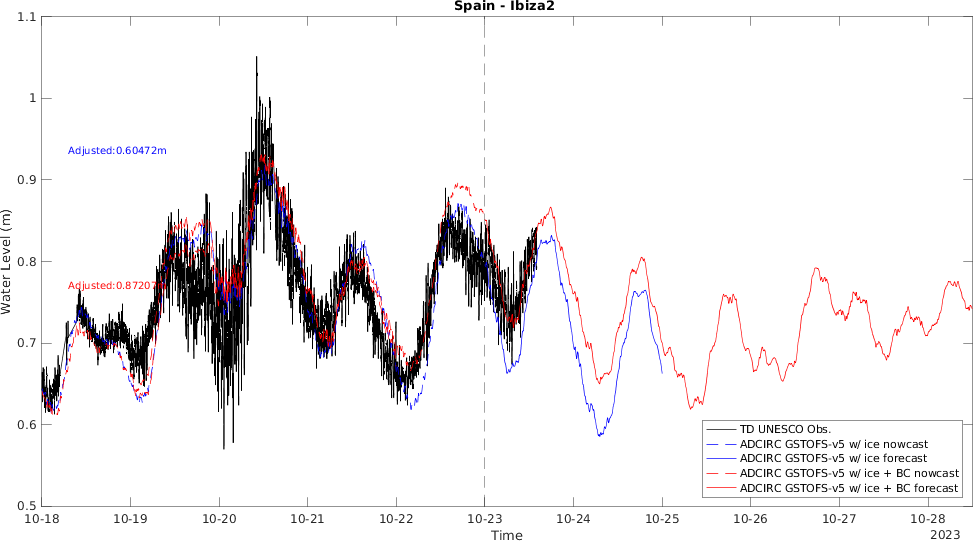 Spain - Ibiza2
1.1
1
0.9
0.8
0.7
0.6
0.5
Water Level (m)
Adjusted:0.60472m
Adjusted:0.87207m
TD UNESCO Obs.
ADCIRC GSTOFS-v5 w/ ice nowcast
ADCIRC GSTOFS-v5 w/ ice forecast
ADCIRC GSTOFS-v5 w/ ice + BC nowcast
ADCIRC GSTOFS-v5 w/ ice + BC forecast
10-18 10-19 10-20 10-21 10-22 10-23 10-24 10-25 10-26 10-27 10-28
Time
2023